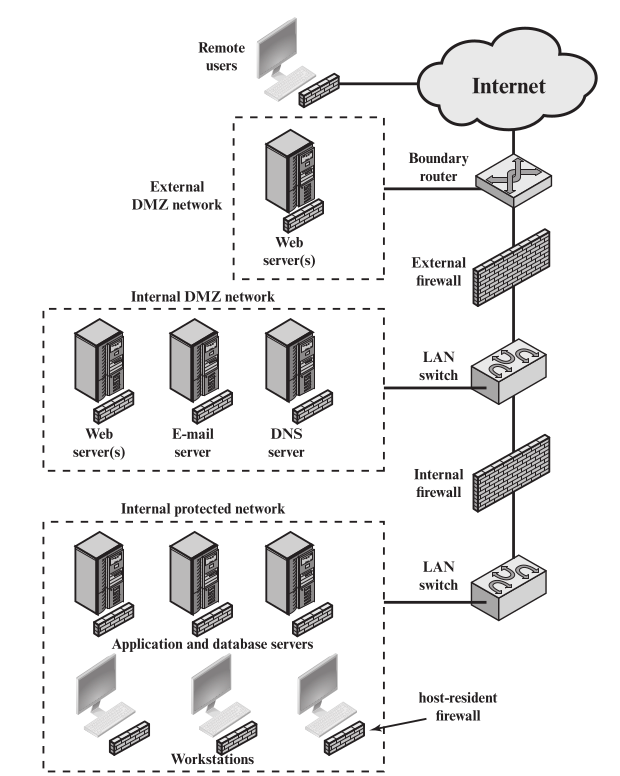 Remote
users
Internet
Boundary
router
External
DMZ network
Web
server(s)
External
firewall
Internal DMZ network
LAN
switch
Web
server(s)
E-mail
server
DNS
server
Internal
firewall
Internal protected network
LAN
switch
Application and database servers
host-resident
firewall
Workstations